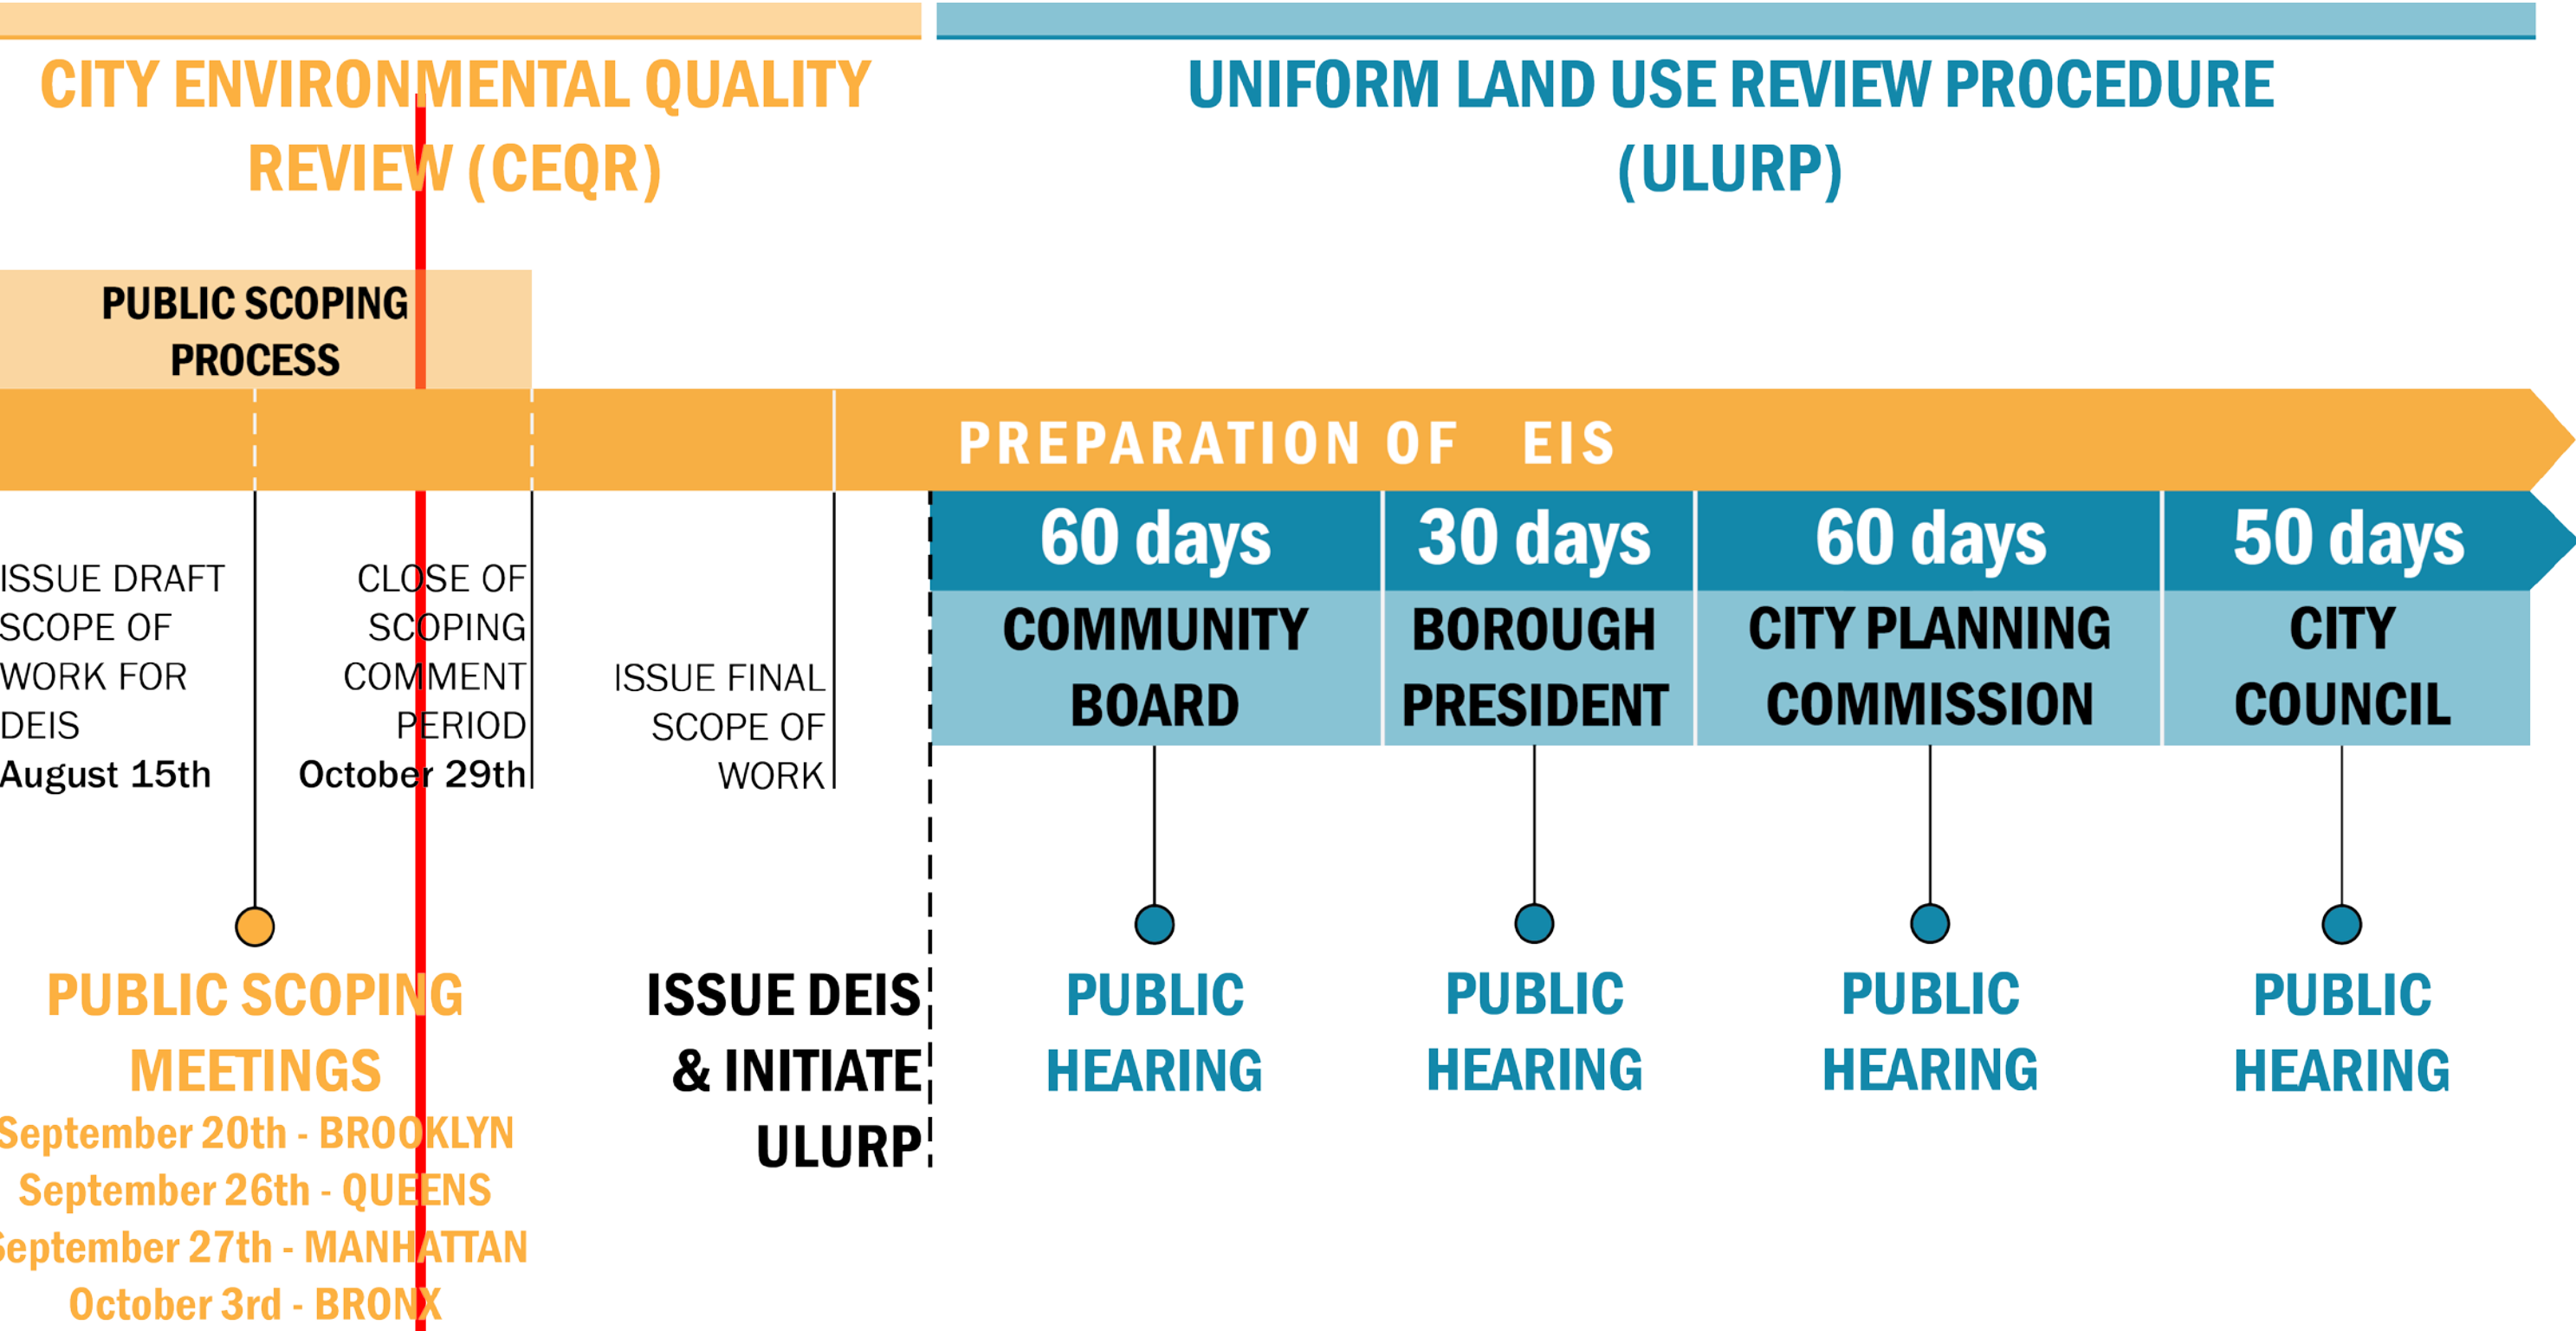 CITY ENVIRONMENTAL QUALITY
REVIEW (CEQR)
UNIFORM LAND USE REVIEW PROCEDURE
(ULURP)
PUBLIC SCOPING
PROCESS
PREPARATION OF EIS
ISSUE DRAFT
SCOPE OF
WORK FOR
DEIS
August 15th
CLOSE OF
SCOPING
COMMENT
PERIOD
October 29th
ISSUE FINAL
SCOPE OF
WORK
60 days
COMMUNITY
BOARD
30 days
BOROUGH
PRESIDENT
60 days
CITY PLANNING
COMMISSION
50 days
CITY
COUNCIL
PUBLIC SCOPING
MEETINGS
September 20th - BROOKLYN
September 26th - QUEENS
September 27th - MANHATTAN
October 3rd - BRONX
ISSUE DEIS
& INITIATE
ULURP
PUBLIC
HEARING
PUBLIC
HEARING
PUBLIC
HEARING
PUBLIC
HEARING